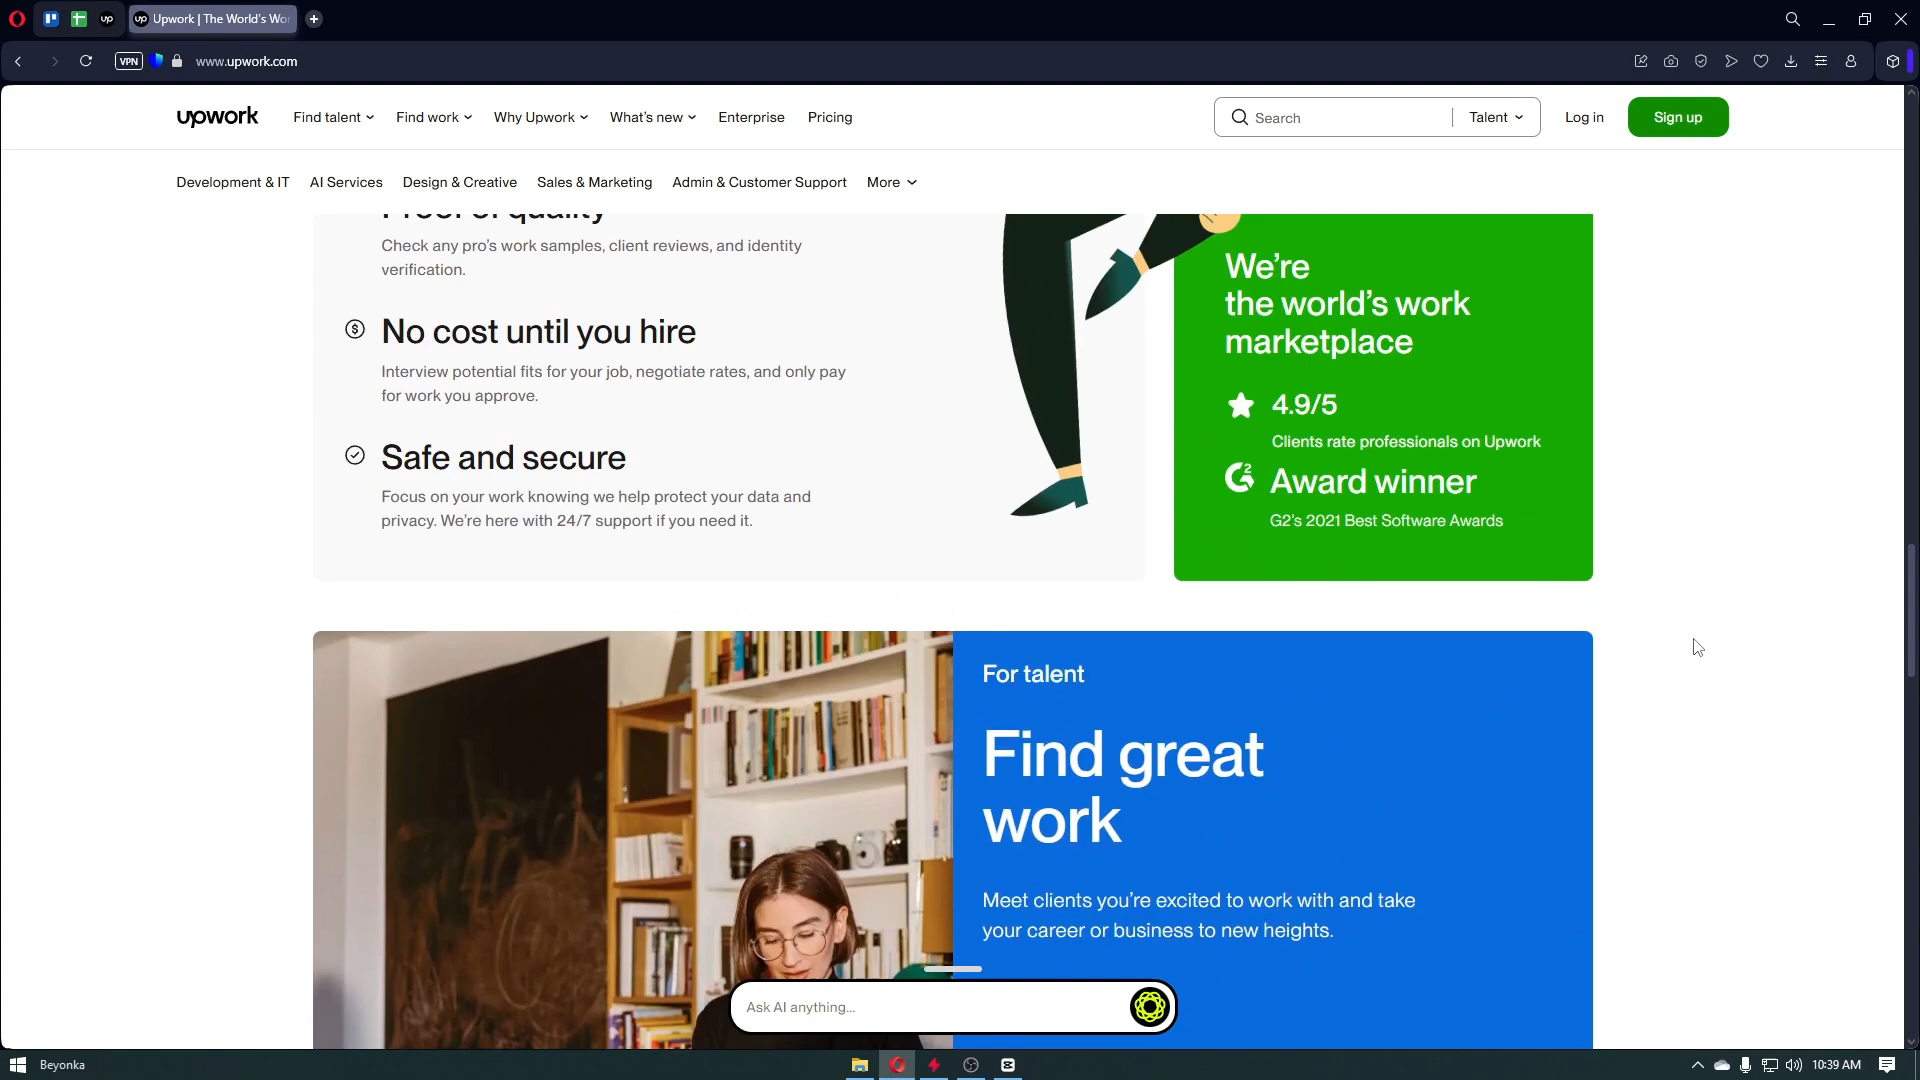 Upwork | The World's Wor
VPN
www.upwork.com
upwork
Find talent
Find work
Why Upwork
What's new
Enterprise
Pricing
Search
Talent
Log in
Sign up
Development & IT
AI Services
Design & Creative
Sales & Marketing
Admin & Customer Support
More
Proof of quality
Check any pro's work samples, client reviews, and identity
verification.
No cost until you hire
Interview potential fits for your job, negotiate rates, and only pay
for work you approve.
Safe and secure
Focus on your work knowing we help protect your data and
privacy. We're here with 24/7 support if you need it.
We're
the world's work
marketplace
4.9/5
Clients rate professionals on Upwork
Award winner
G2's 2021 Best Software Awards
For talent
Find great
work
Meet clients you're excited to work with and take
your career or business to new heights.
Ask AI anything...
Beyonka
10:39 AM